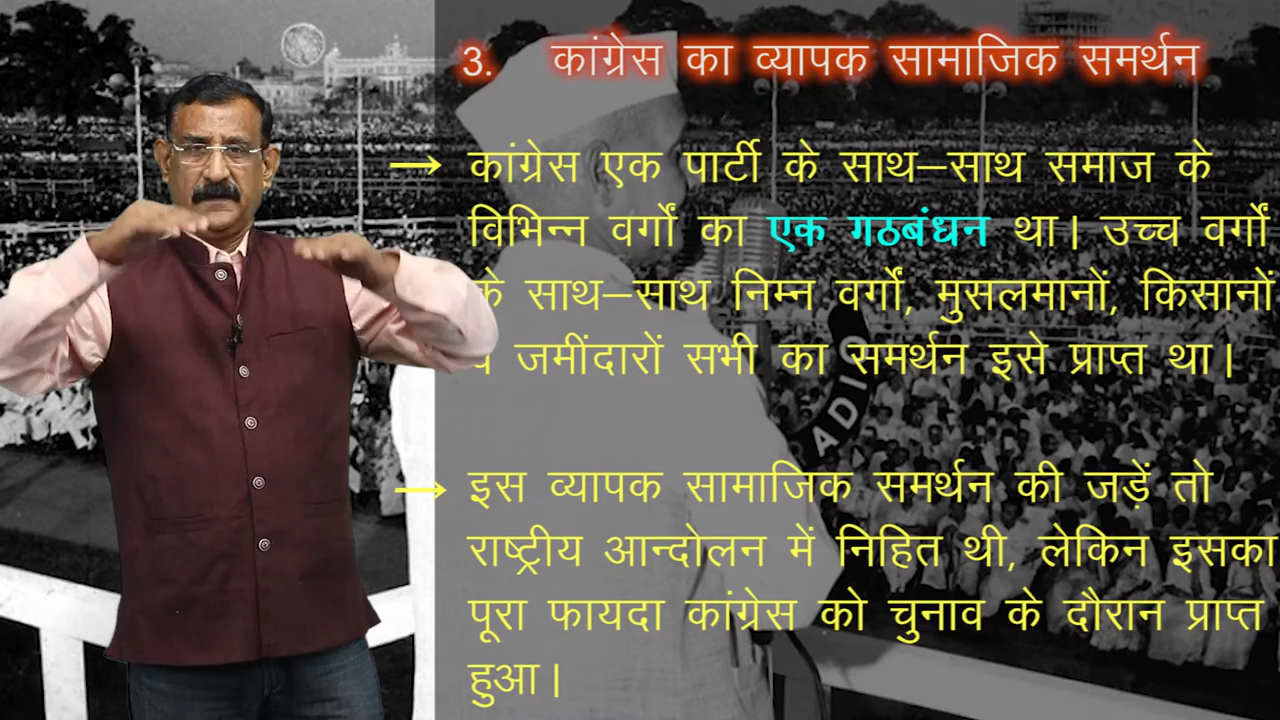 3. कांग्रेस का व्यापक सामाजिक समर्थन
→ कांग्रेस एक पार्टी के साथ–साथ समाज के
विभिन्न वर्गों का एक गठबंधन था। उच्च वर्गों
के साथ–साथ निम्न वर्गों, मुसलमानों, किसानों
व जमींदारों सभी का समर्थन इसे प्राप्त था।
ADIO
→ इस व्यापक सामाजिक समर्थन की जड़ें तो
राष्ट्रीय आन्दोलन में निहित थी, लेकिन इसका
पूरा फायदा कांग्रेस को चुनाव के दौरान प्राप्त
हुआ।